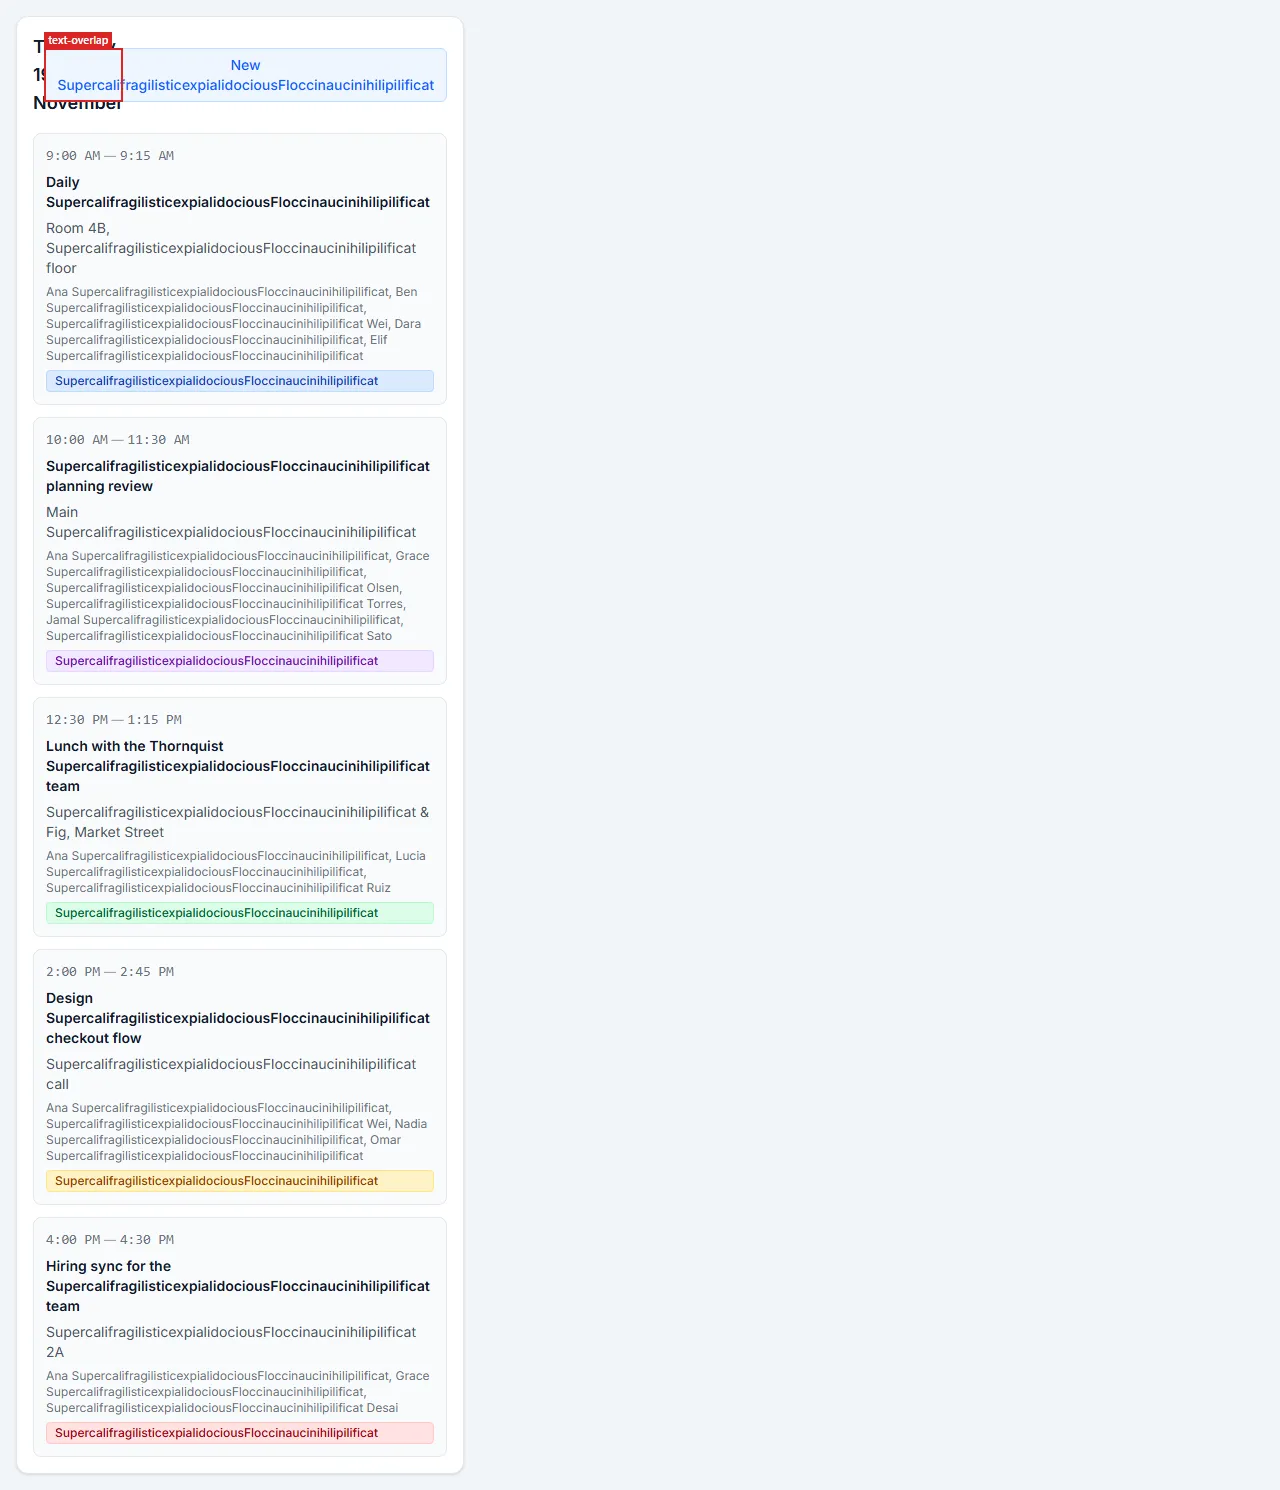 text-overlap
November
New
SupercalifragilisticexpialidociousFloccinaucinihilipilificat
9:00 AM — 9:15 AM
Daily
SupercalifragilisticexpialidociousFloccinaucinihilipilificat
Room 4B,
SupercalifragilisticexpialidociousFloccinaucinihilipilificat
floor
Ana SupercalifragilisticexpialidociousFloccinaucinihilipilificat, Ben
SupercalifragilisticexpialidociousFloccinaucinihilipilificat,
SupercalifragilisticexpialidociousFloccinaucinihilipilificat Wei, Dara
SupercalifragilisticexpialidociousFloccinaucinihilipilificat, Elif
SupercalifragilisticexpialidociousFloccinaucinihilipilificat
SupercalifragilisticexpialidociousFloccinaucinihilipilificat
10:00 AM — 11:30 AM
SupercalifragilisticexpialidociousFloccinaucinihilipilificat
planning review
Main
SupercalifragilisticexpialidociousFloccinaucinihilipilificat
Ana SupercalifragilisticexpialidociousFloccinaucinihilipilificat, Grace
SupercalifragilisticexpialidociousFloccinaucinihilipilificat,
SupercalifragilisticexpialidociousFloccinaucinihilipilificat Olsen,
SupercalifragilisticexpialidociousFloccinaucinihilipilificat Torres,
Jamal SupercalifragilisticexpialidociousFloccinaucinihilipilificat,
SupercalifragilisticexpialidociousFloccinaucinihilipilificat Sato
SupercalifragilisticexpialidociousFloccinaucinihilipilificat
12:30 PM — 1:15 PM
Lunch with the Thornquist
SupercalifragilisticexpialidociousFloccinaucinihilipilificat
team
SupercalifragilisticexpialidociousFloccinaucinihilipilificat &
Fig, Market Street
Ana SupercalifragilisticexpialidociousFloccinaucinihilipilificat, Lucia
SupercalifragilisticexpialidociousFloccinaucinihilipilificat,
SupercalifragilisticexpialidociousFloccinaucinihilipilificat Ruiz
SupercalifragilisticexpialidociousFloccinaucinihilipilificat
2:00 PM — 2:45 PM
Design
SupercalifragilisticexpialidociousFloccinaucinihilipilificat
checkout flow
SupercalifragilisticexpialidociousFloccinaucinihilipilificat
call
Ana SupercalifragilisticexpialidociousFloccinaucinihilipilificat,
SupercalifragilisticexpialidociousFloccinaucinihilipilificat Wei, Nadia
SupercalifragilisticexpialidociousFloccinaucinihilipilificat, Omar
SupercalifragilisticexpialidociousFloccinaucinihilipilificat
SupercalifragilisticexpialidociousFloccinaucinihilipilificat
4:00 PM — 4:30 PM
Hiring sync for the
SupercalifragilisticexpialidociousFloccinaucinihilipilificat
team
SupercalifragilisticexpialidociousFloccinaucinihilipilificat
2A
Ana SupercalifragilisticexpialidociousFloccinaucinihilipilificat, Grace
SupercalifragilisticexpialidociousFloccinaucinihilipilificat,
SupercalifragilisticexpialidociousFloccinaucinihilipilificat Desai
SupercalifragilisticexpialidociousFloccinaucinihilipilificat